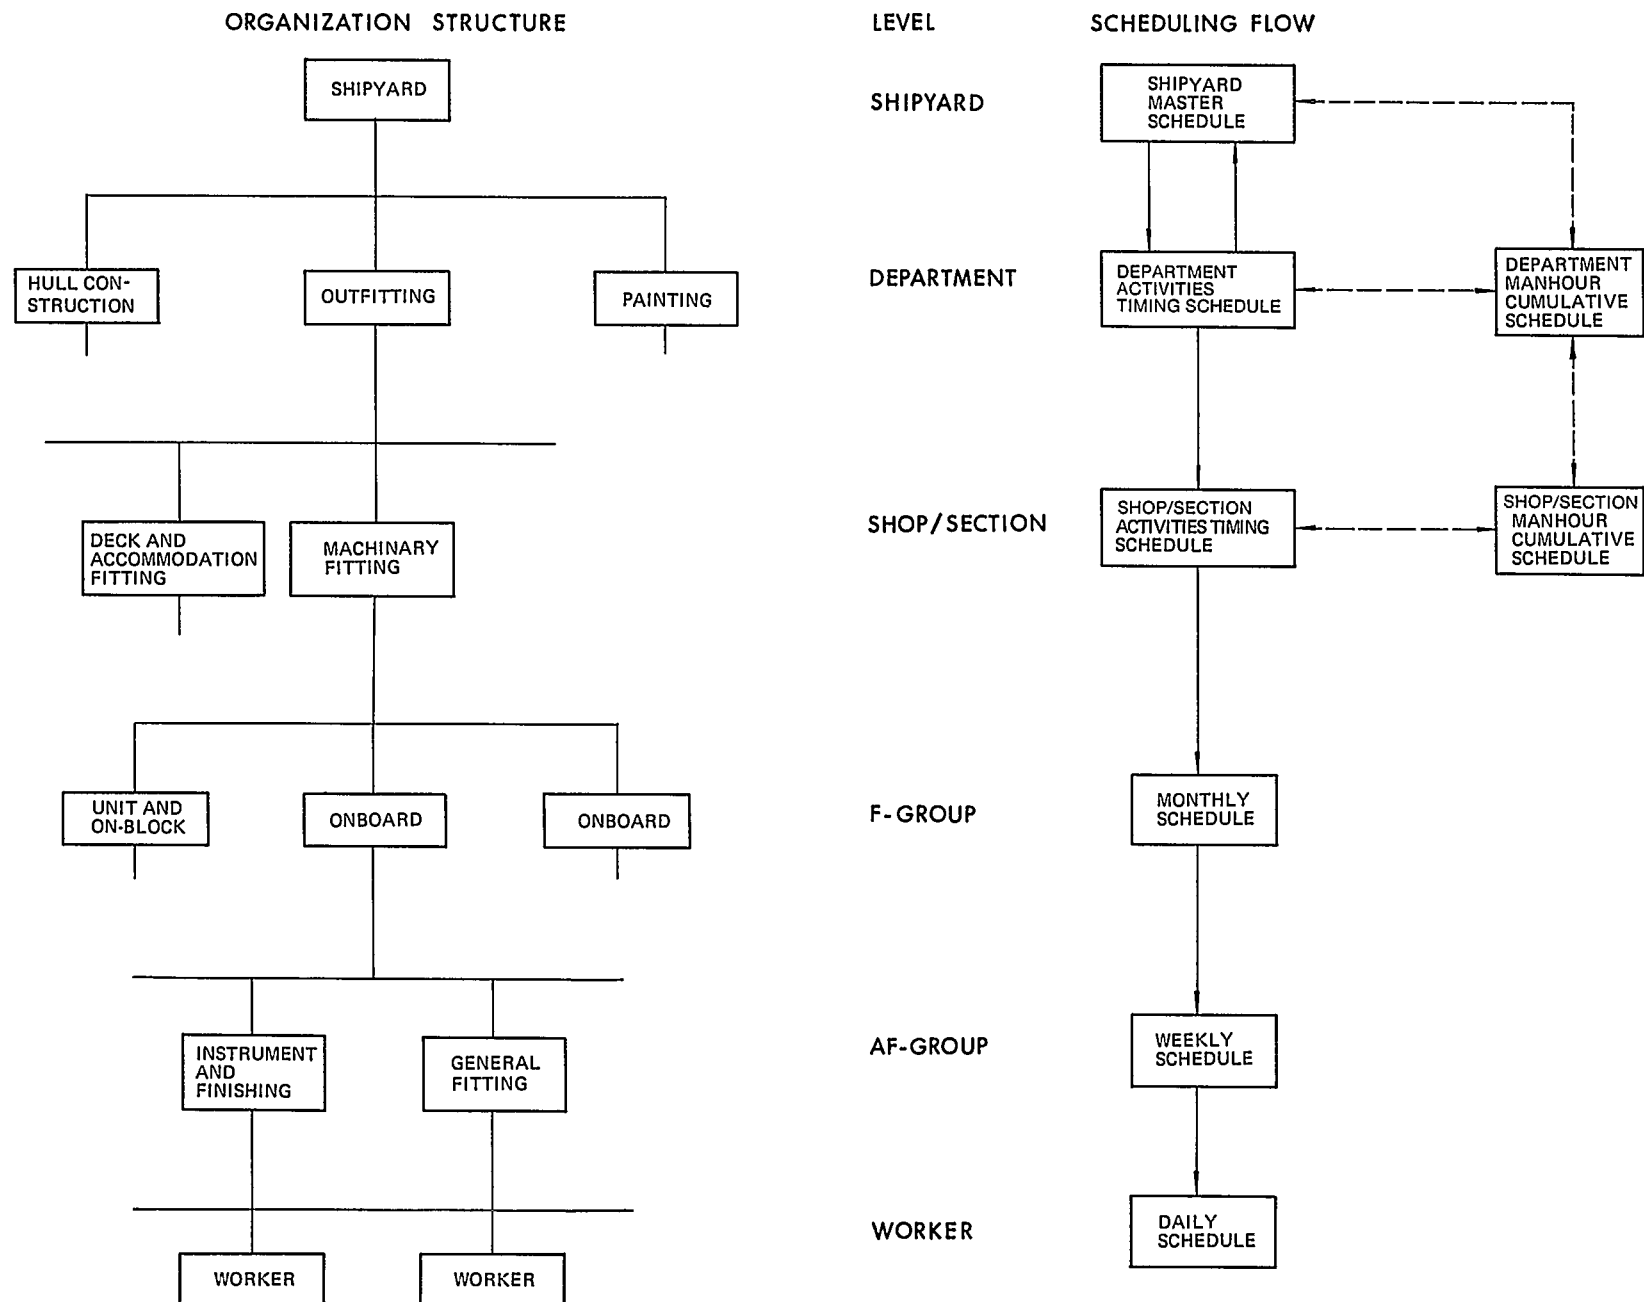 ORGANIZATION STRUCTURE
LEVEL
SCHEDULING FLOW
SHIPYARD
SHIPYARD
SHIPYARD
MASTER
SCHEDULE
HULL CON-
STRUCTION
OUTFITTING
PAINTING
DEPARTMENT
DEPARTMENT
ACTIVITIES
TIMING SCHEDULE
DEPARTMENT
MANHOUR
CUMULATIVE
SCHEDULE
DECK AND
ACCOMMODATION
FITTING
MACHINARY
FITTING
SHOP/SECTION
SHOP/SECTION
ACTIVITIES TIMING
SCHEDULE
SHOP/SECTION
MANHOUR
CUMULATIVE
SCHEDULE
UNIT AND
ON-BLOCK
ONBOARD
ONBOARD
F-GROUP
MONTHLY
SCHEDULE
INSTRUMENT
AND
FINISHING
GENERAL
FITTING
AF-GROUP
WEEKLY
SCHEDULE
WORKER
WORKER
WORKER
DAILY
SCHEDULE